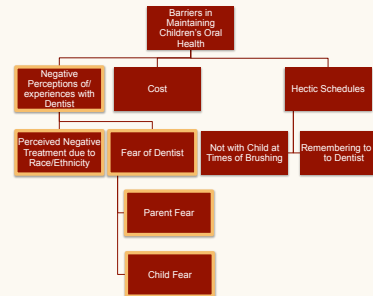 Barriers in
Maintaining
Children's Oral
Health
Negative
Perceptions of/
experiences with
Dentist
Cost
Hectic Schedules
Perceived Negative
Treatment due to
Race/Ethnicity
Fear of Dentist
Not with Child at
Times of Brushing
Remembering to
to Dentist
Parent Fear
Child Fear